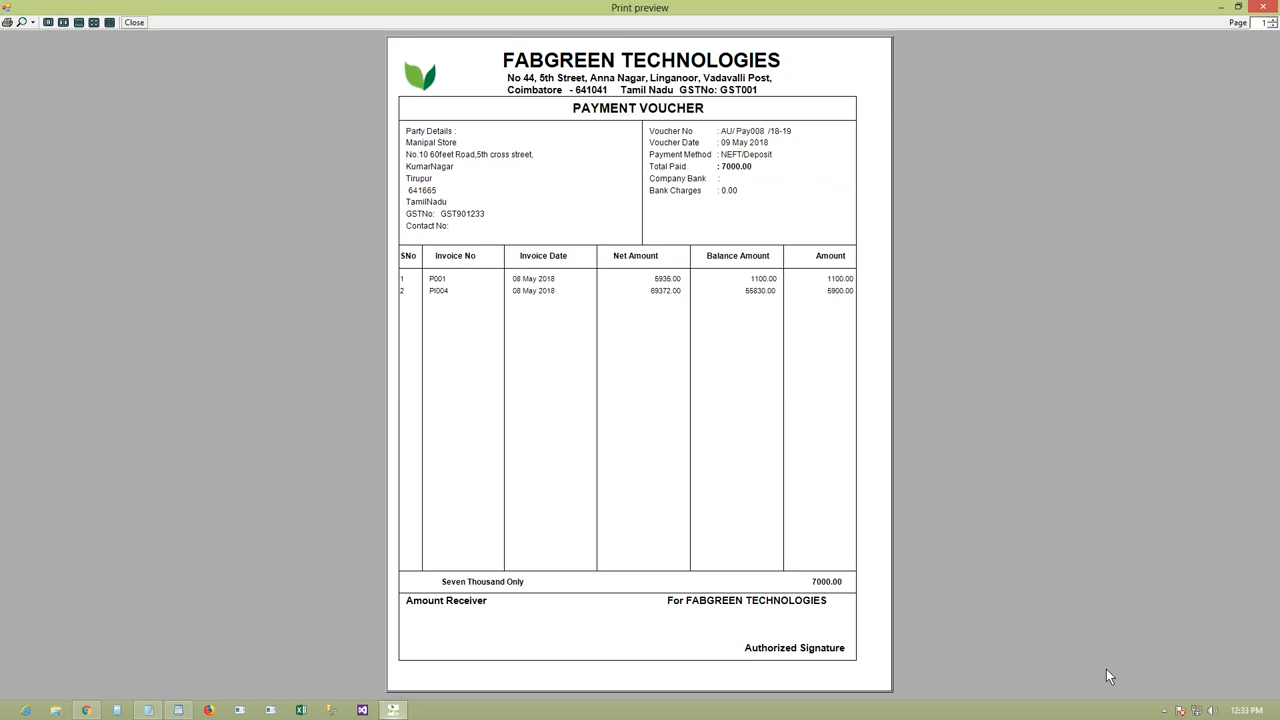 Print preview
Close
Page 1
FABGREEN TECHNOLOGIES
No 44, 5th Street, Anna Nagar, Linganoor, Vadavalli Post,
Coimbatore - 641041 Tamil Nadu GSTNo: GST001
PAYMENT VOUCHER
Party Details :
Manipal Store
No.10 60feet Road,5th cross street,
KumarNagar
Tirupur
641665
TamilNadu
GSTNo: GST901233
Contact No:
Voucher No : AU/ Pay008 /18-19
Voucher Date : 09 May 2018
Payment Method : NEFT/Deposit
Total Paid : 7000.00
Company Bank :
Bank Charges : 0.00
SNo Invoice No Invoice Date Net Amount Balance Amount Amount
1 P001 08 May 2018 5935.00 1100.00 1100.00
2 PI004 08 May 2018 69372.00 55830.00 5900.00
Seven Thousand Only 7000.00
Amount Receiver For FABGREEN TECHNOLOGIES
Authorized Signature
12:33 PM